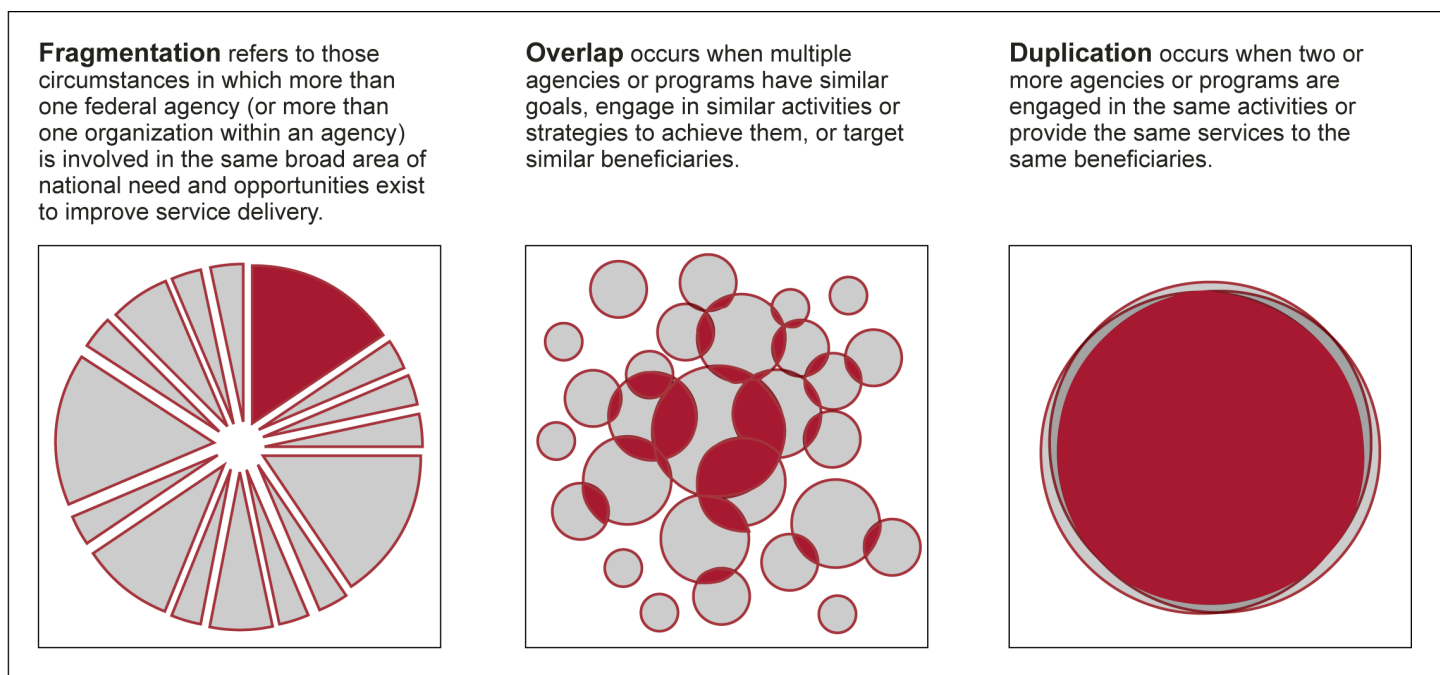 Fragmentation refers to those
circumstances in which more than
one federal agency (or more than
one organization within an agency)
is involved in the same broad area of
national need and opportunities exist
to improve service delivery.
Overlap occurs when multiple
agencies or programs have similar
goals, engage in similar activities or
strategies to achieve them, or target
similar beneficiaries.
Duplication occurs when two or
more agencies or programs are
engaged in the same activities or
provide the same services to the
same beneficiaries.